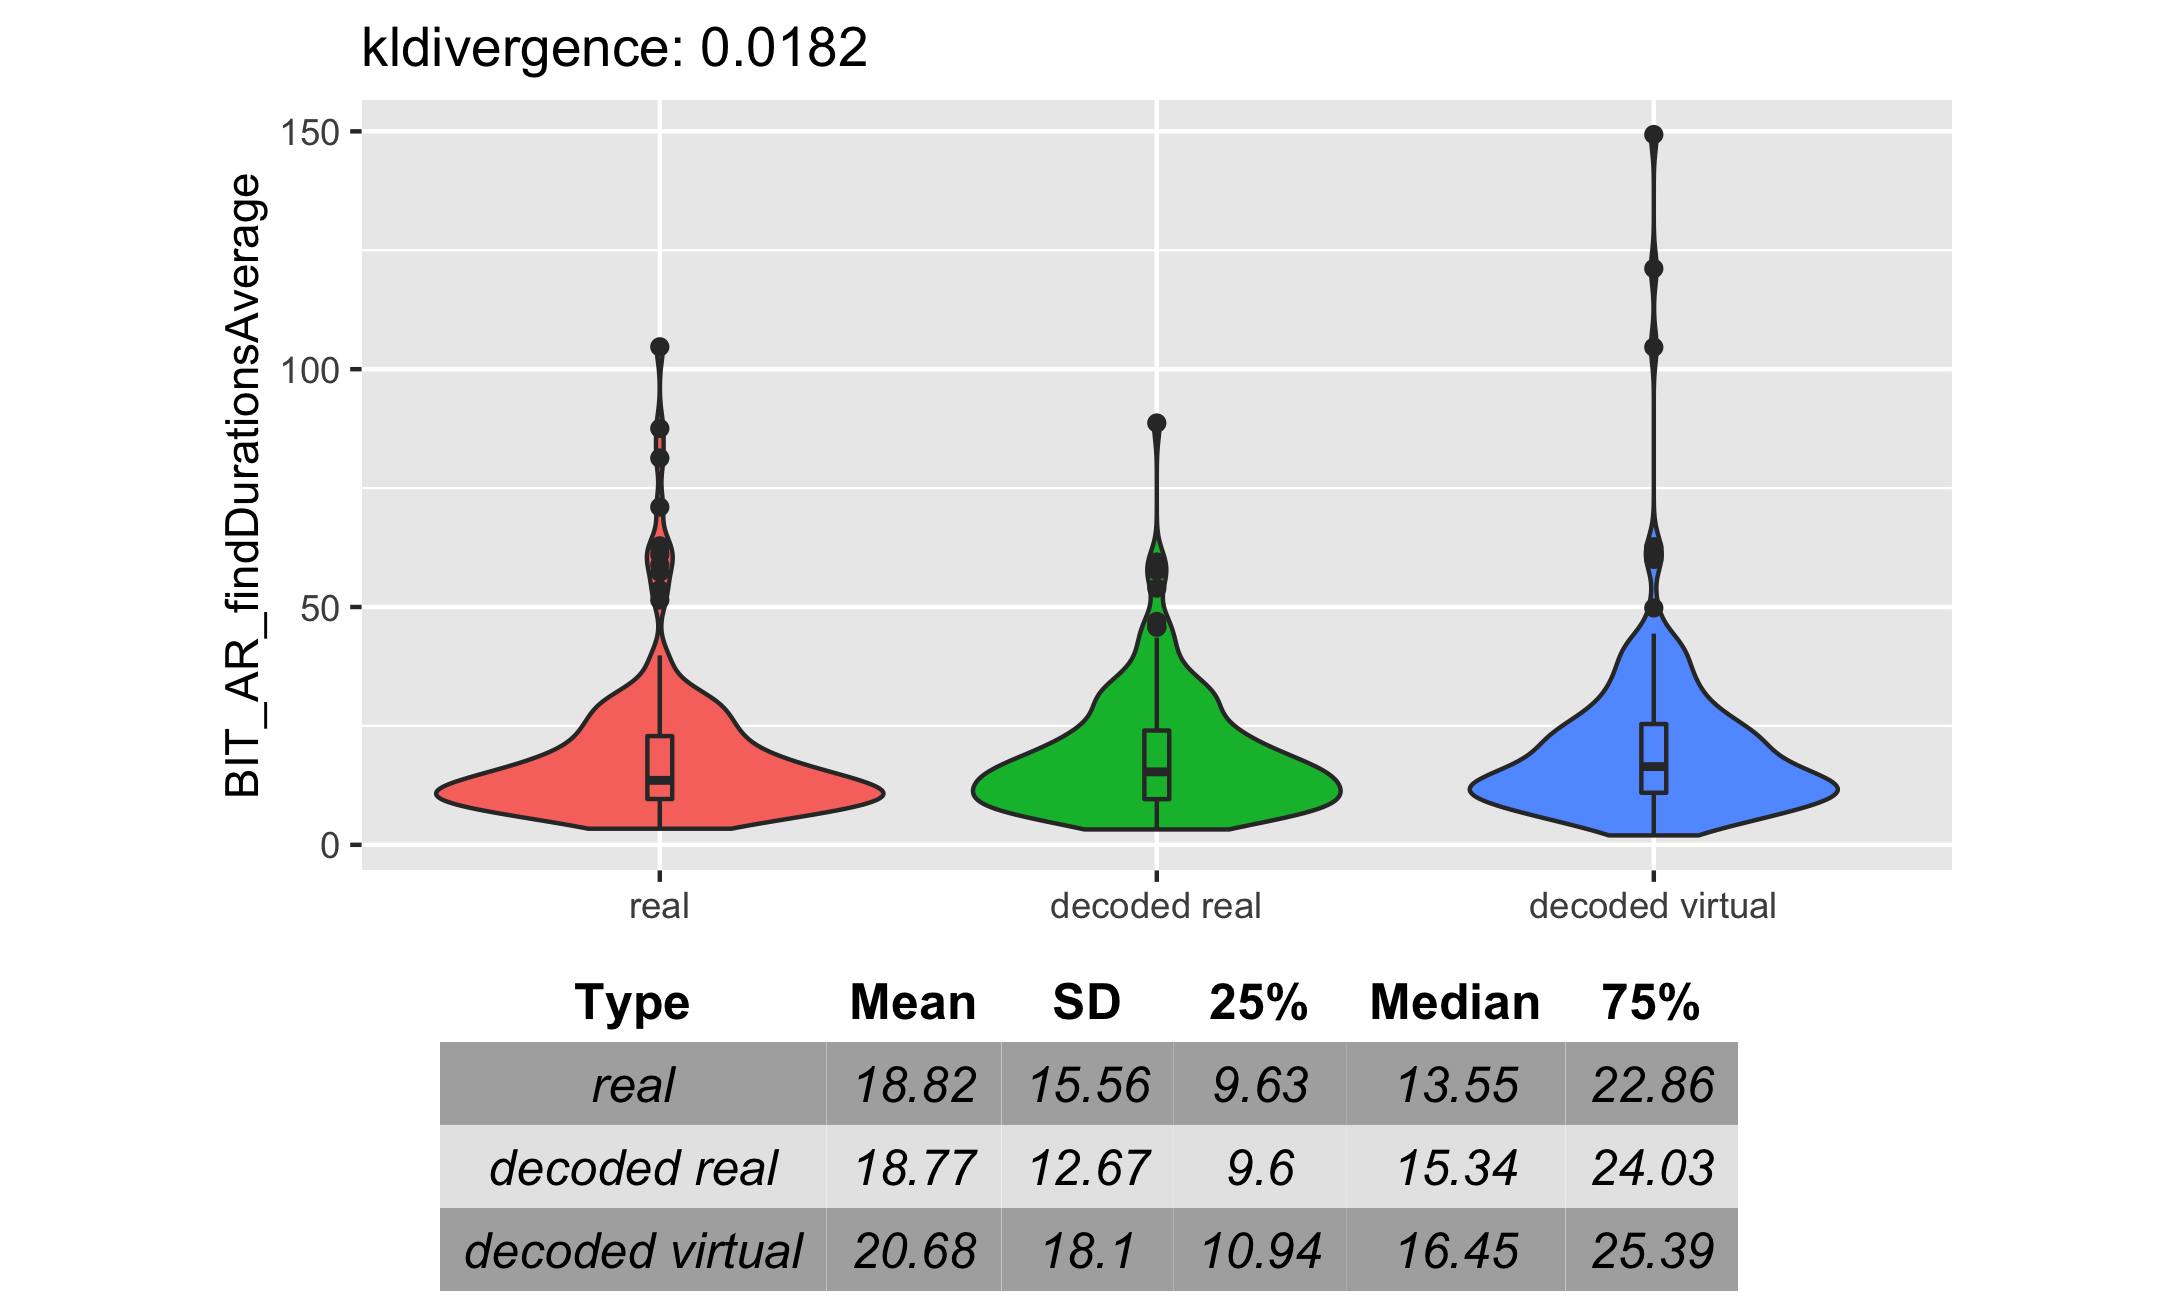 kldivergence: 0.0182
BIT_AR_findDurationsAverage
150
100
50
0
real decoded real decoded virtual
Type Mean SD 25% Median 75%
real 18.82 15.56 9.63 13.55 22.86
decoded real 18.77 12.67 9.6 15.34 24.03
decoded virtual 20.68 18.1 10.94 16.45 25.39